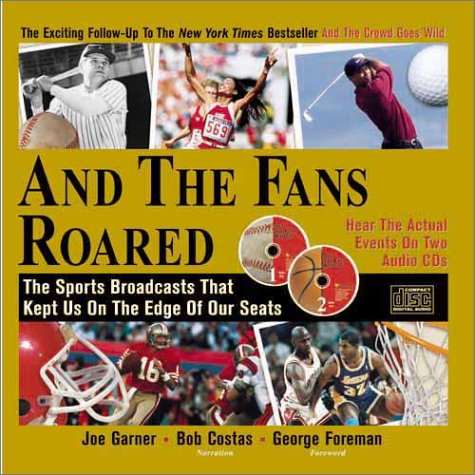 The Exciting Follow-Up To The New York Times Bestseller And The Crowd Goes Wild
569
AND THE FANS
ROARED
Hear The Actual
Events On Two
Audio CDs
The Sports Broadcasts That
Kept Us On The Edge Of Our Seats
2
COMPACT
disc
DIGITAL AUDIO
16
32
Joe Garner • Bob Costas • George Foreman
Narration Foreword